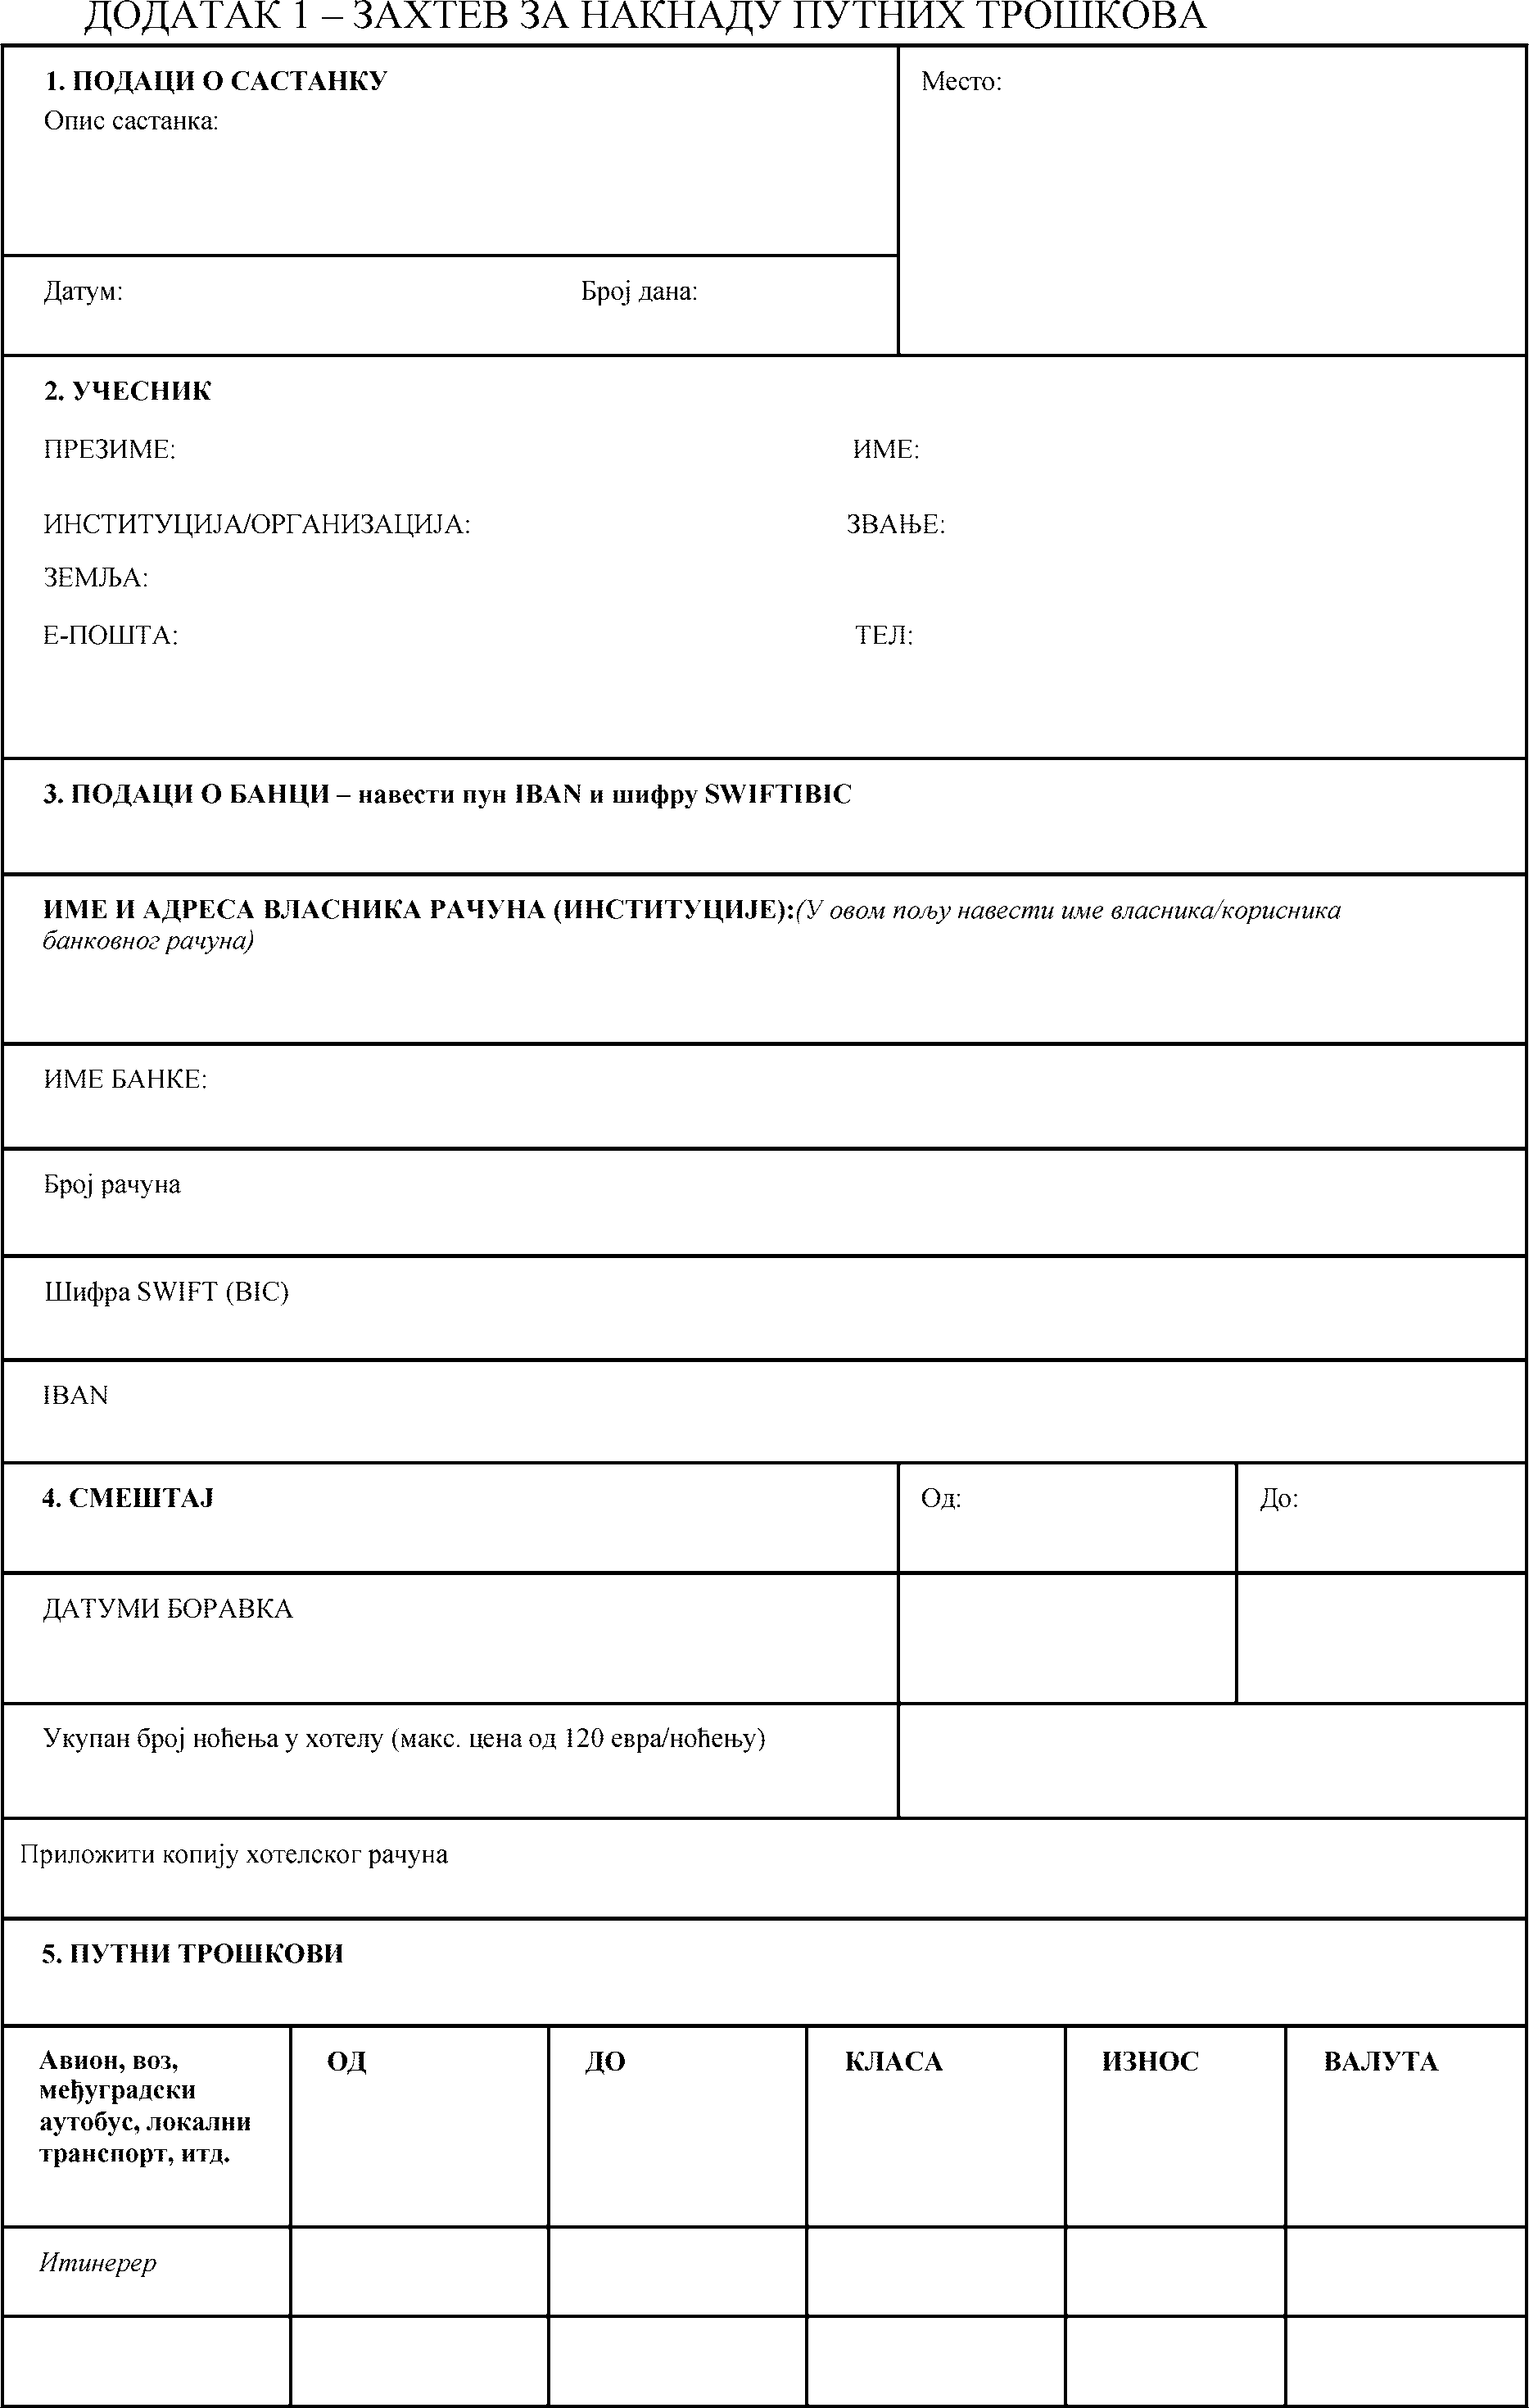 ДОДАТАК 1 – ЗАХТЕВ ЗА НАКНАДУ ПУТНИХ ТРОШКОВА
1. ПОДАЦИ О САСТАНКУ
Опис састанка:
Место:
Датум:
Број дана:
2. УЧЕСНИК
ПРЕЗИМЕ:
ИМЕ:
ИНСТИТУЦИЈА/ОРГАНИЗАЦИЈА:
ЗВАЊЕ:
ЗЕМЉА:
Е-ПОШТА:
ТЕЛ:
3. ПОДАЦИ О БАНЦИ – навести пун IBAN и шифру SWIFTIBIC
ИМЕ И АДРЕСА ВЛАСНИКА РАЧУНА (ИНСТИТУЦИЈЕ):(У овом пољу навести име власника/корисника
банковног рачуна)
ИМЕ БАНКЕ:
Број рачуна
Шифра SWIFT (BIC)
IBAN
4. СМЕШТАЈ
Од:
До:
ДАТУМИ БОРАВКА
Укупан број ноћења у хотелу (макс. цена од 120 евра/ноћењу)
Приложити копију хотелског рачуна
5. ПУТНИ ТРОШКОВИ
Авион, воз,
међуградски
аутобус, локални
транспорт, итд.
ОД
ДО
КЛАСА
ИЗНОС
ВАЛУТА
Итинерер